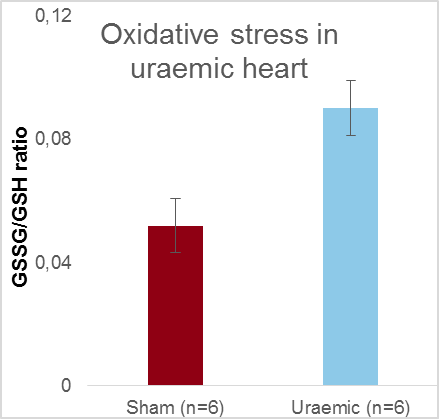 Oxidative stress in
uraemic heart
0,12
0,08
0,04
0
GSSG/GSH ratio
Sham (n=6)
Uraemic (n=6)